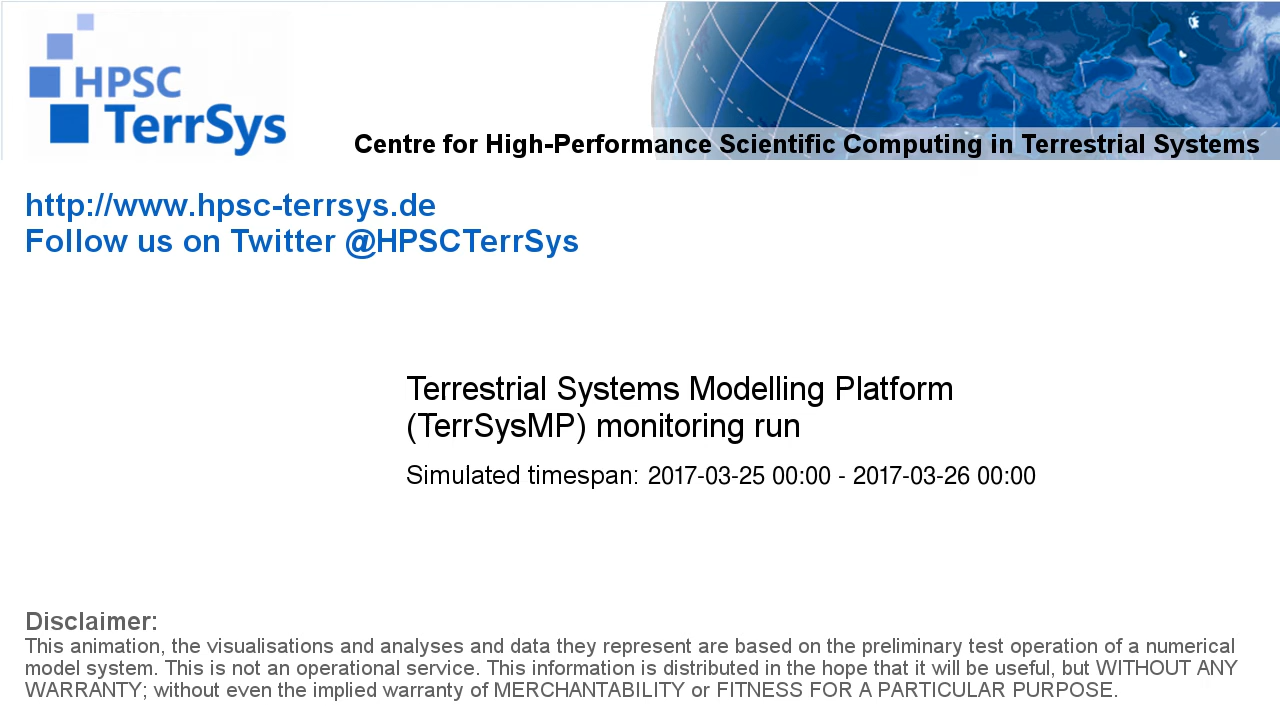 HPSC
TerrSys
Centre for High-Performance Scientific Computing in Terrestrial Systems
http://www.hpsc-terrsys.de
Follow us on Twitter @HPSCTerrSys
Terrestrial Systems Modelling Platform
(TerrSysMP) monitoring run
Simulated timespan: 2017-03-25 00:00 - 2017-03-26 00:00
Disclaimer:
This animation, the visualisations and analyses and data they represent are based on the preliminary test operation of a numerical
model system. This is not an operational service. This information is distributed in the hope that it will be useful, but WITHOUT ANY
WARRANTY; without even the implied warranty of MERCHANTABILITY or FITNESS FOR A PARTICULAR PURPOSE.